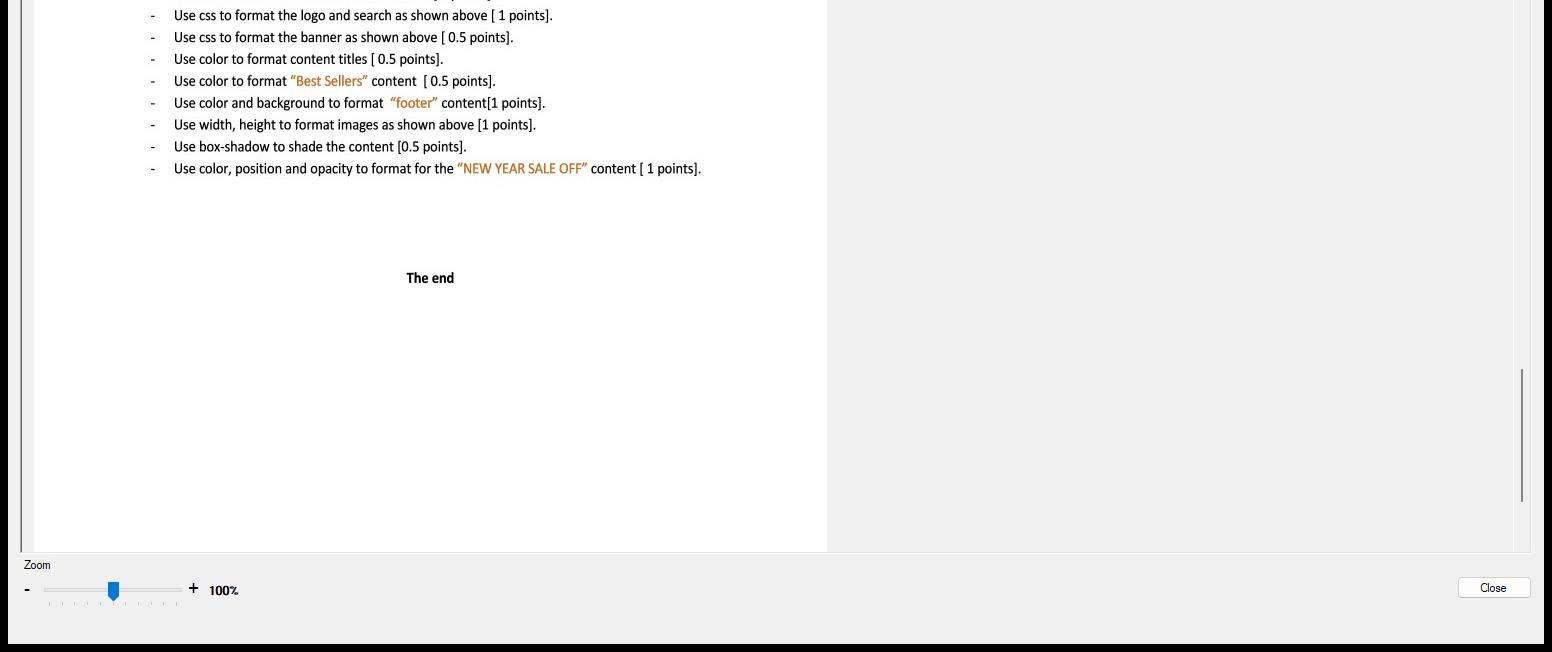 - Use css to format the logo and search as shown above [ 1 points].
- Use css to format the banner as shown above [ 0.5 points].
- Use color to format content titles [ 0.5 points].
- Use color to format “Best Sellers” content [ 0.5 points].
- Use color and background to format “footer” content[1 points].
- Use width, height to format images as shown above [1 points].
- Use box-shadow to shade the content [0.5 points].
- Use color, position and opacity to format for the “NEW YEAR SALE OFF” content [ 1 points].
The end
Zoom
- + 100%
Close